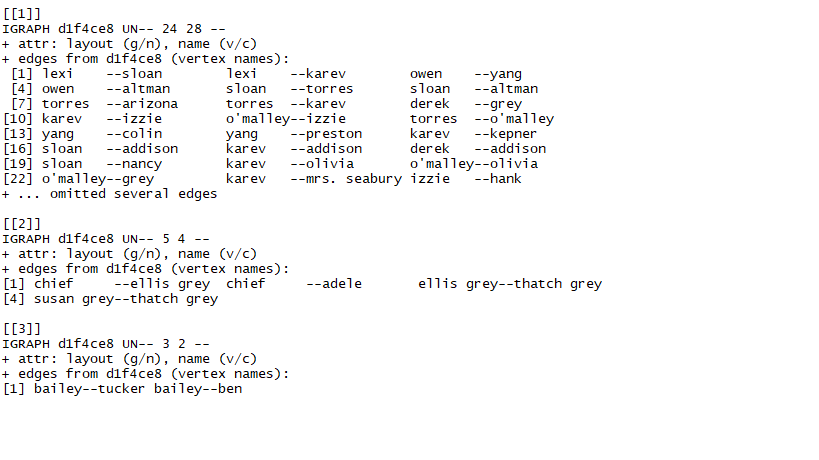 [[1]]
IGRAPH d1f4ce8 UN-- 24 28 --
+ attr: layout (g/n), name (v/c)
+ edges from d1f4ce8 (vertex names):
 [1] lexi    --sloan        lexi    --karev        owen    --yang
 [4] owen    --altman       sloan   --torres       sloan   --altman
 [7] torres  --arizona      torres  --karev        derek   --grey
[10] karev   --izzie        o'malley--izzie        torres  --o'malley
[13] yang    --colin        yang    --preston      karev   --kepner
[16] sloan   --addison      karev   --addison      derek   --addison
[19] sloan   --nancy        karev   --olivia       o'malley--olivia
[22] o'malley--grey         karev   --mrs. seabury izzie   --hank
+ ... omitted several edges

[[2]]
IGRAPH d1f4ce8 UN-- 5 4 --
+ attr: layout (g/n), name (v/c)
+ edges from d1f4ce8 (vertex names):
[1] chief     --ellis grey  chief     --adele       ellis grey--thatch grey
[4] susan grey--thatch grey

[[3]]
IGRAPH d1f4ce8 UN-- 3 2 --
+ attr: layout (g/n), name (v/c)
+ edges from d1f4ce8 (vertex names):
[1] bailey--tucker bailey--ben